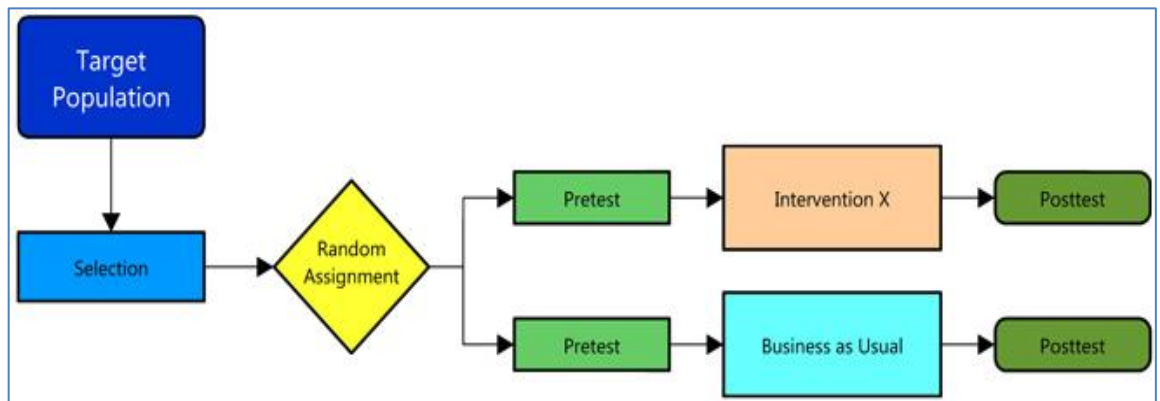 Target
Population
Selection
Random
Assignment
Pretest
Intervention X
Posttest
Pretest
Business as Usual
Posttest